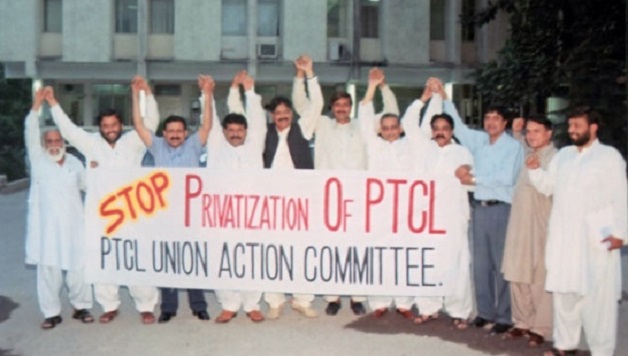 STOP PRIVATIZATION OF PTCL
PTCL UNION ACTION COMMITTEE.